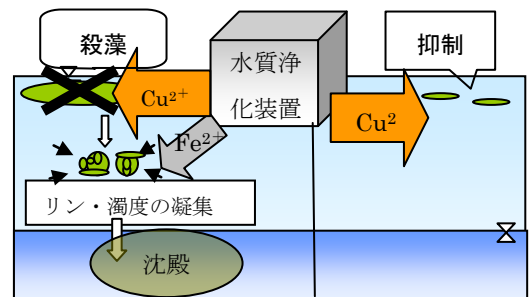 殺藻
水質浄
化装置
抑制
Cu²⁺
Cu²
Fe²⁺
リン・濁度の凝集
沈殿